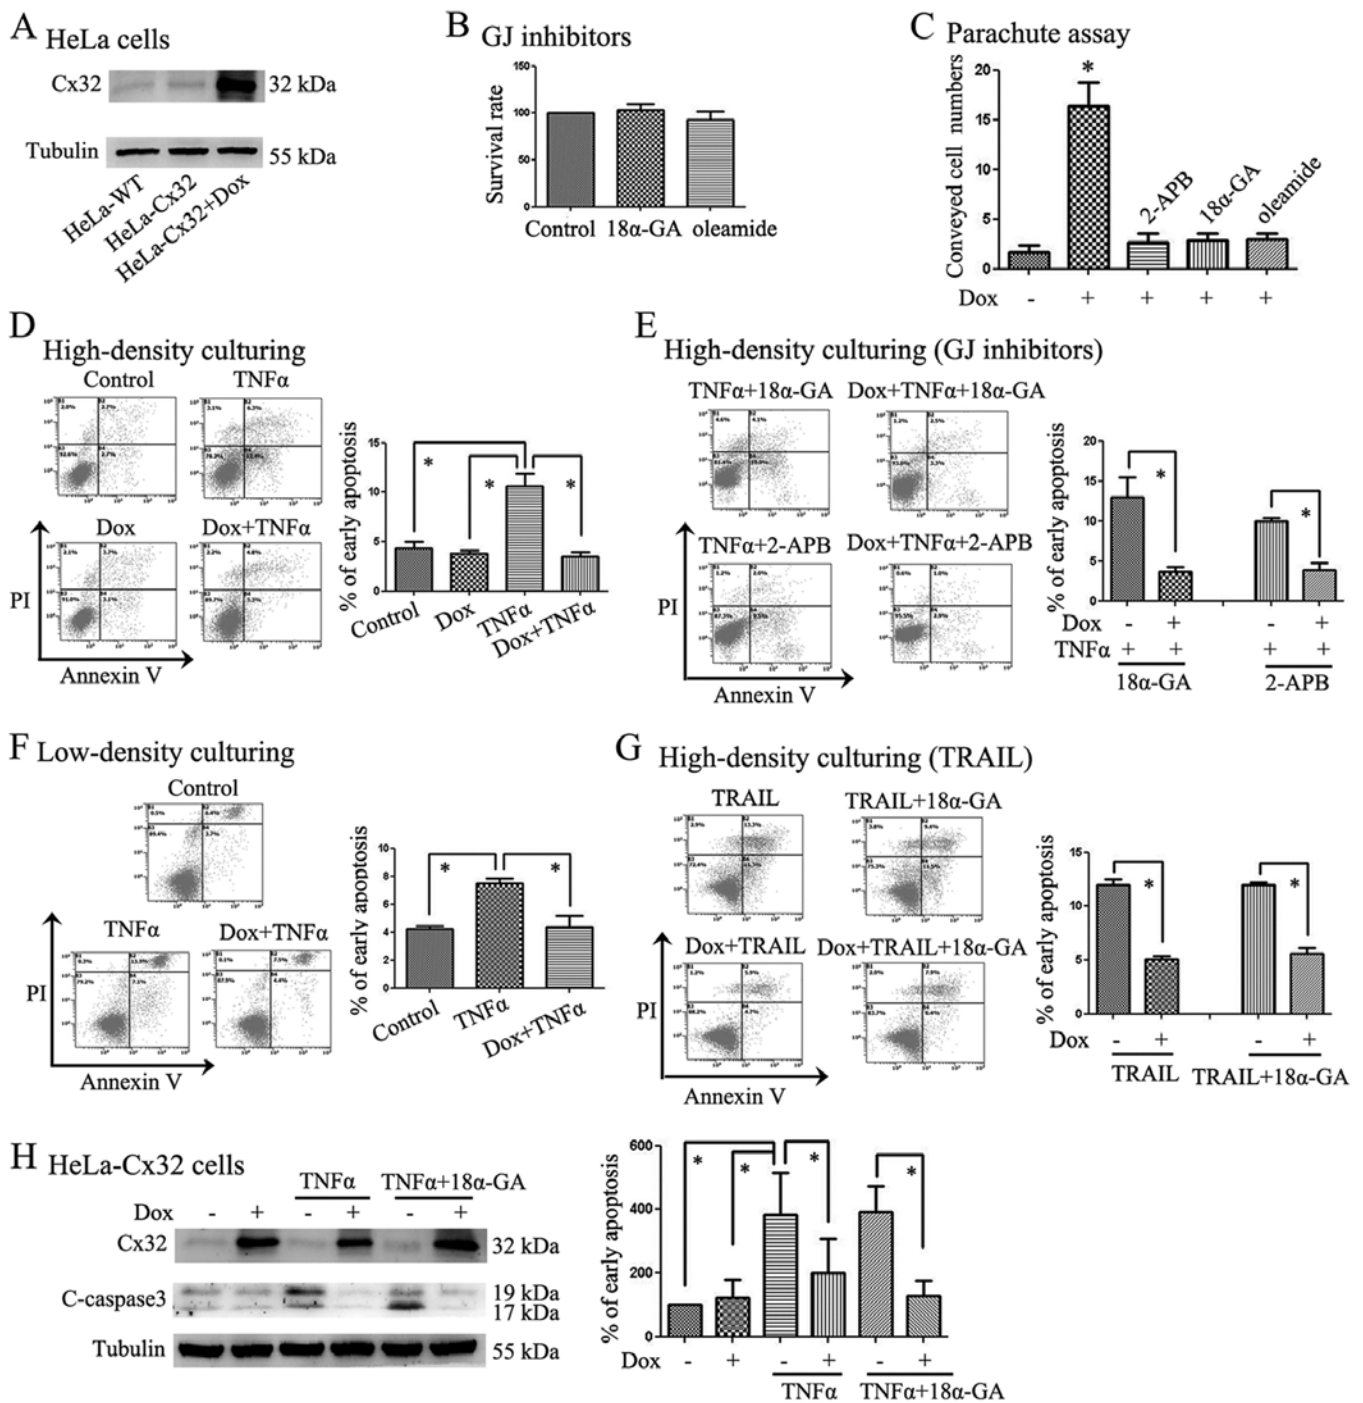 A HeLa cells
Cx32
32 kDa
Tubulin
55 kDa
HeLa-WT
HeLa-Cx32
HeLa-Cx32+Dox
B GJ inhibitors
Survival rate
150
100
50
0
Control 18α-GA oleamide
C Parachute assay
Conveyed cell numbers
20
15
10
5
0
*
2-APB
18α-GA
oleamide
Dox - + + + +
D High-density culturing
Control
TNFα
Dox
Dox+TNFα
PI
Annexin V
% of early apoptosis
15
10
5
0
* * *
Control
Dox
TNFα
Dox+TNFα
E High-density culturing (GJ inhibitors)
TNFα+18α-GA
Dox+TNFα+18α-GA
TNFα+2-APB
Dox+TNFα+2-APB
PI
Annexin V
% of early apoptosis
20
15
10
5
0
* *
Dox - + - +
TNFα + + + +
18α-GA
2-APB
F Low-density culturing
Control
TNFα
Dox+TNFα
PI
Annexin V
% of early apoptosis
10
8
6
4
2
0
* *
Control
TNFα
Dox+TNFα
G High-density culturing (TRAIL)
TRAIL
TRAIL+18α-GA
Dox+TRAIL
Dox+TRAIL+18α-GA
PI
Annexin V
% of early apoptosis
15
10
5
0
* *
Dox - + - +
TRAIL
TRAIL+18α-GA
H HeLa-Cx32 cells
TNFα
TNFα+18α-GA
Dox - + - + - +
Cx32
32 kDa
C-caspase3
19 kDa
17 kDa
Tubulin
55 kDa
% of early apoptosis
600
400
200
0
* * * *
Dox - + - + - +
TNFα
TNFα+18α-GA